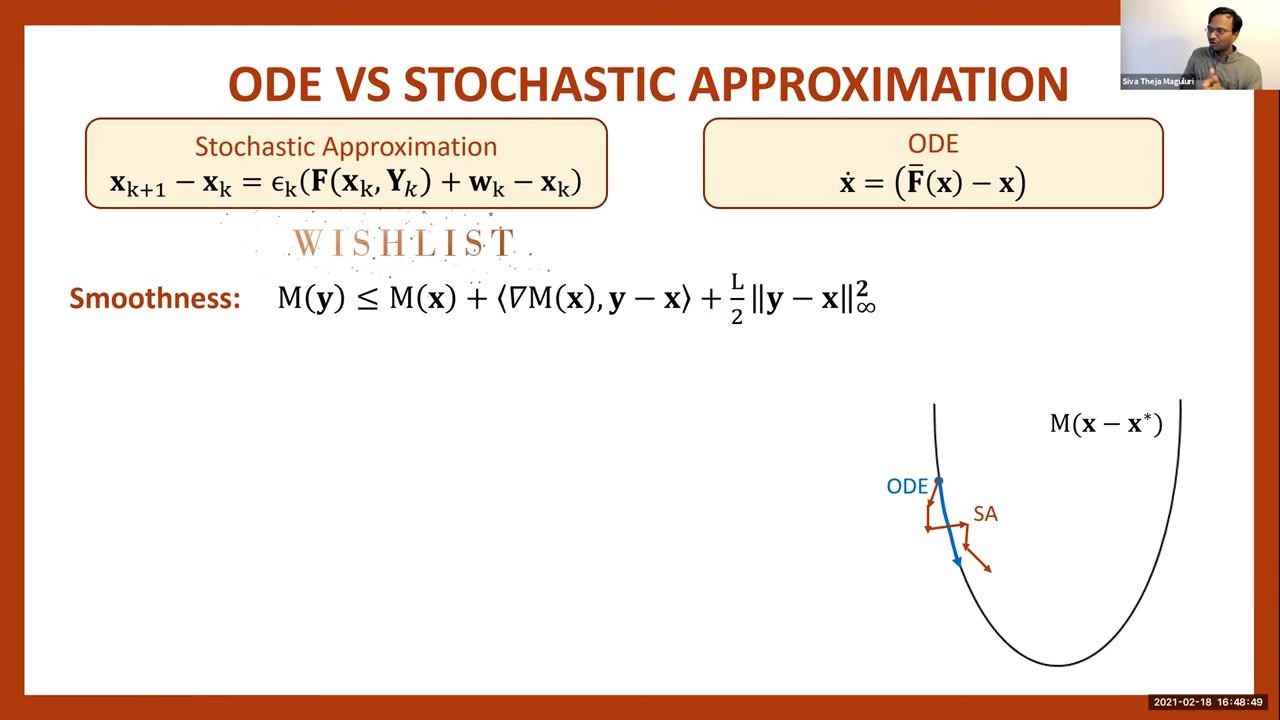 ODE VS STOCHASTIC APPROXIMATION
Siva Theja Maguluri
Stochastic Approximation
𝐱ₖ₊₁ − 𝐱ₖ = ϵₖ(𝐅(𝐱ₖ, 𝐘ₖ) + 𝐰ₖ − 𝐱ₖ)
ODE
𝐱̇ = (𝐅̄(𝐱) − 𝐱)
WISHLIST
Smoothness: M(𝐲) ≤ M(𝐱) + ⟨∇M(𝐱), 𝐲 − 𝐱⟩ + L/2 ‖𝐲 − 𝐱‖²_∞
M(𝐱 − 𝐱*)
ODE
SA
2021-02-18 16:48:49